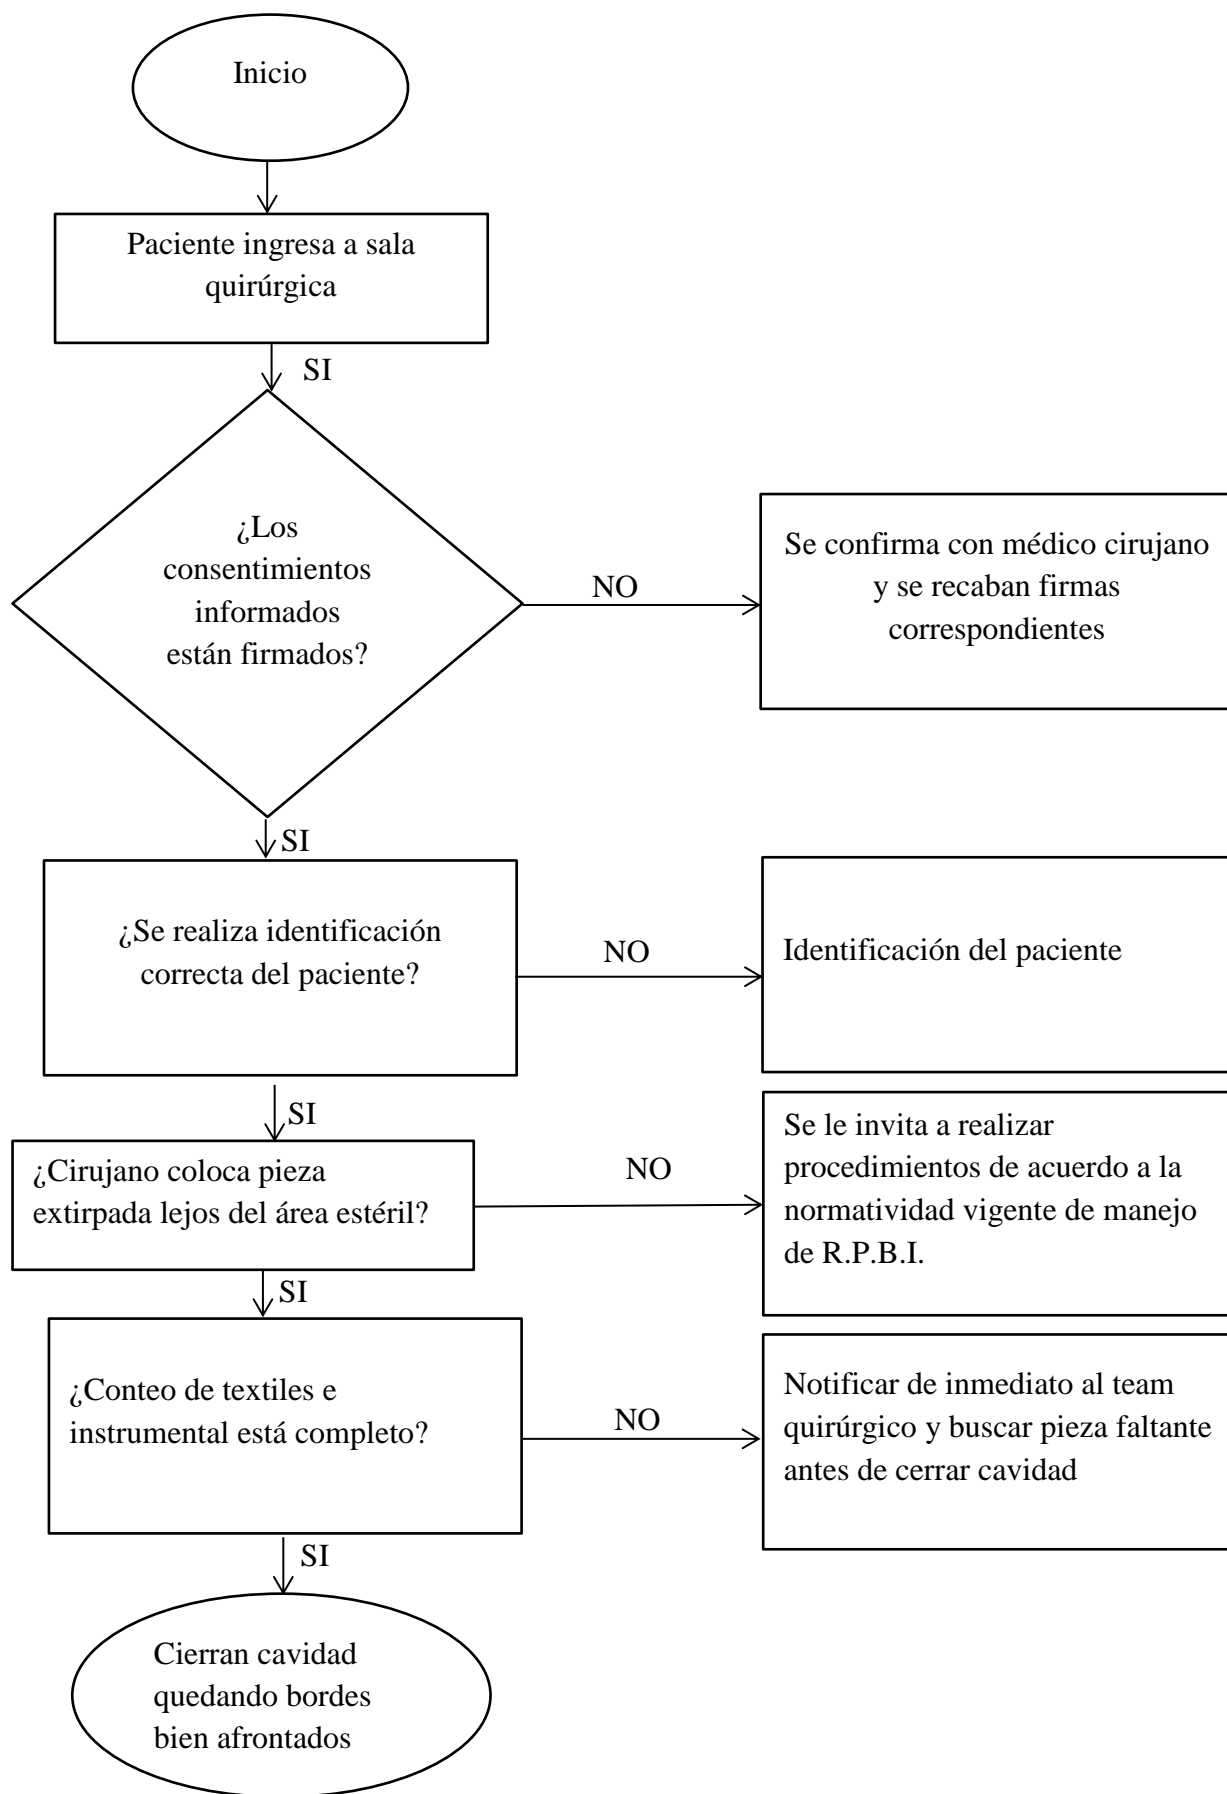 Inicio
Paciente ingresa a sala
quirúrgica
SI
¿Los
consentimientos
informados
están firmados?
NO
Se confirma con médico cirujano
y se recaban firmas
correspondientes
SI
¿Se realiza identificación
correcta del paciente?
NO
Identificación del paciente
SI
¿Cirujano coloca pieza
extirpada lejos del área estéril?
NO
Se le invita a realizar
procedimientos de acuerdo a la
normatividad vigente de manejo
de R.P.B.I.
SI
¿Conteo de textiles e
instrumental está completo?
NO
Notificar de inmediato al team
quirúrgico y buscar pieza faltante
antes de cerrar cavidad
SI
Cierran cavidad
quedando bordes
bien afrontados